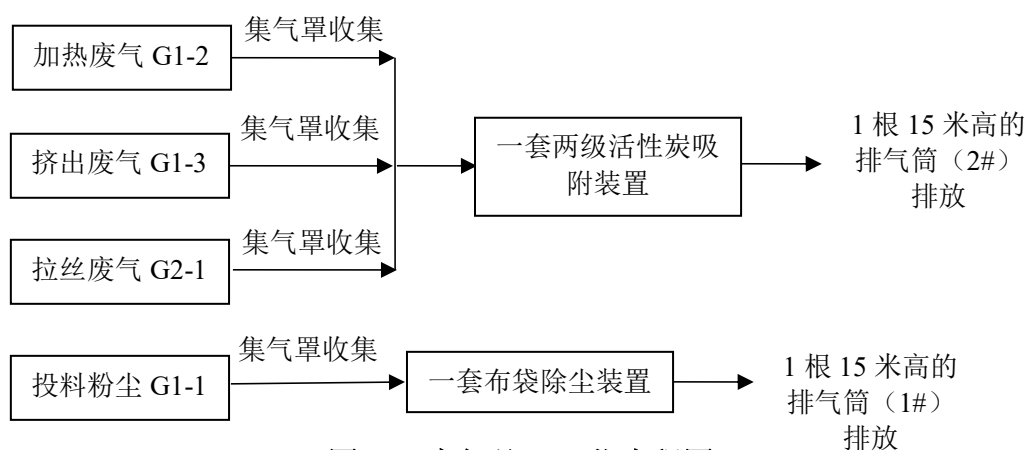 加热废气 G1-2
集气罩收集
挤出废气 G1-3
集气罩收集
拉丝废气 G2-1
集气罩收集
一套两级活性炭吸
附装置
1 根 15 米高的
排气筒（2#）
排放
投料粉尘 G1-1
集气罩收集
一套布袋除尘装置
1 根 15 米高的
排气筒（1#）
排放